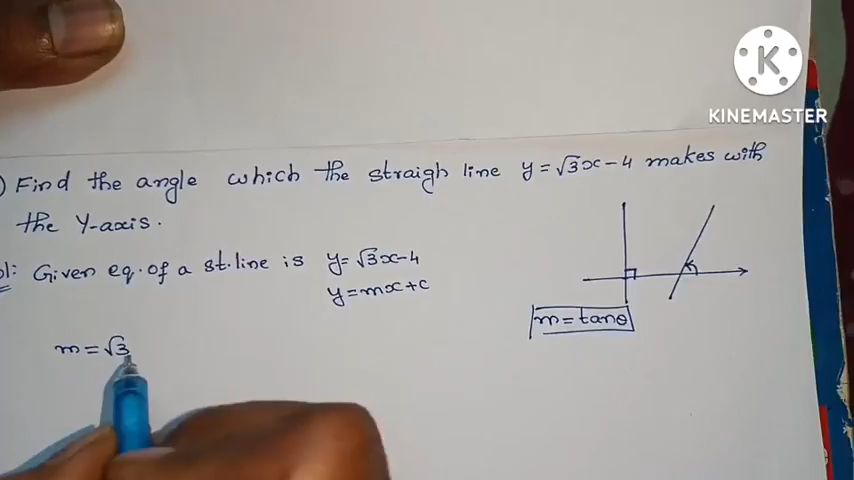 KINEMASTER
) Find the angle which the straigh line y=√3x-4 makes with
the Y-axis.
ol: Given eq. of a st.line is y=√3x-4
y=mx+c
m=tanθ
m=√3